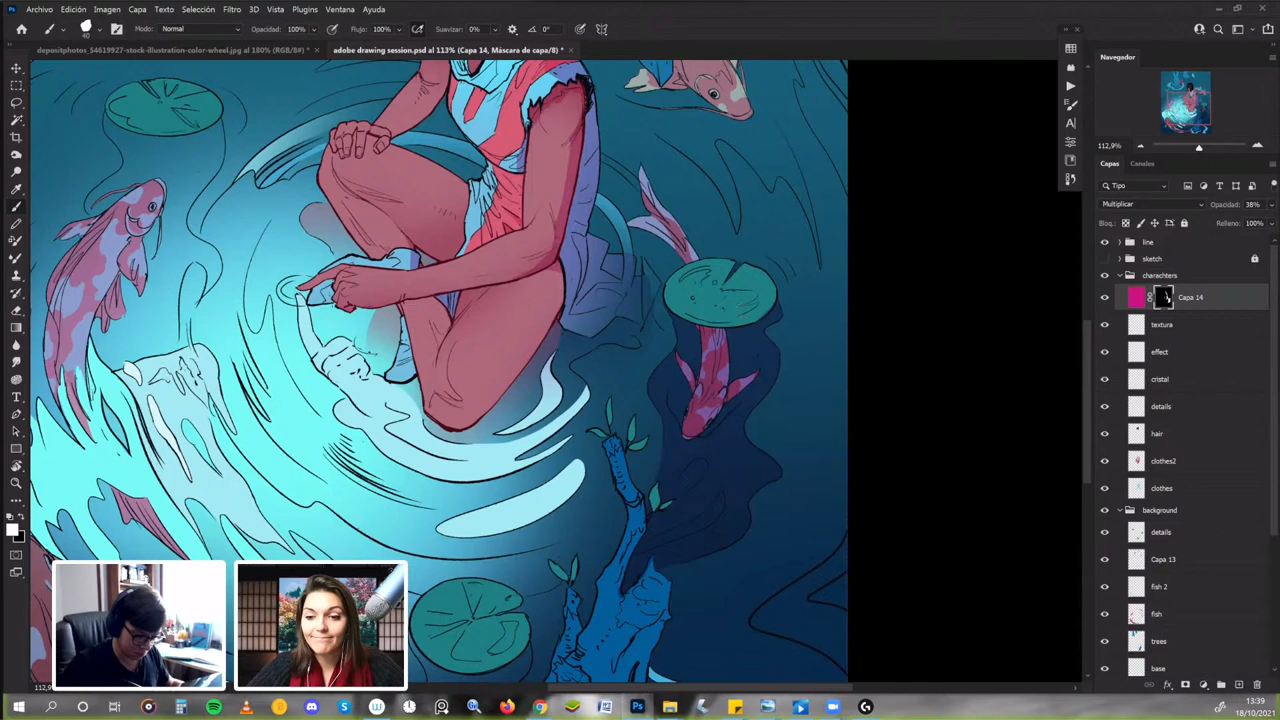 Archivo Edición Imagen Capa Texto Selección Filtro 3D Vista Plugins Ventana Ayuda
40 Modo: Normal Opacidad: 100% Flujo: 100% Suavizar: 0% 0°
depositphotos_54619927-stock-illustration-color-wheel.jpg al 180% (RGB/8#) * × adobe drawing session.psd al 113% (Capa 14, Máscara de capa/8) * ×
Navegador
112,9%
Capas Canales
Tipo
Multiplicar Opacidad: 38%
Bloq.: Relleno: 100%
line
sketch
charachters
Capa 14
textura
effect
cristal
details
hair
clothes2
clothes
background
details
Capa 13
fish 2
fish
trees
base
112,9
13:39
18/10/2021